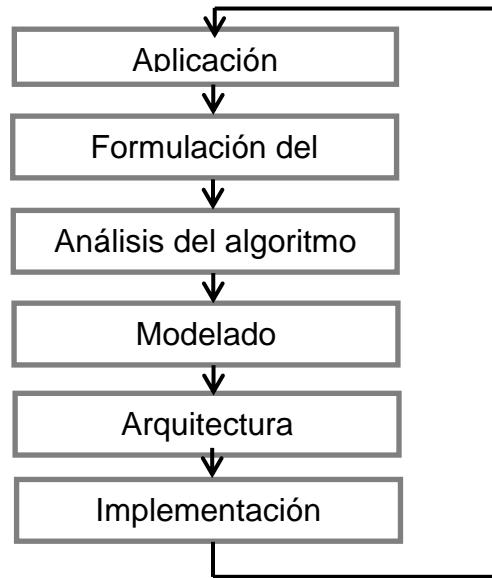 Aplicación
Formulación del
Análisis del algoritmo
Modelado
Arquitectura
Implementación